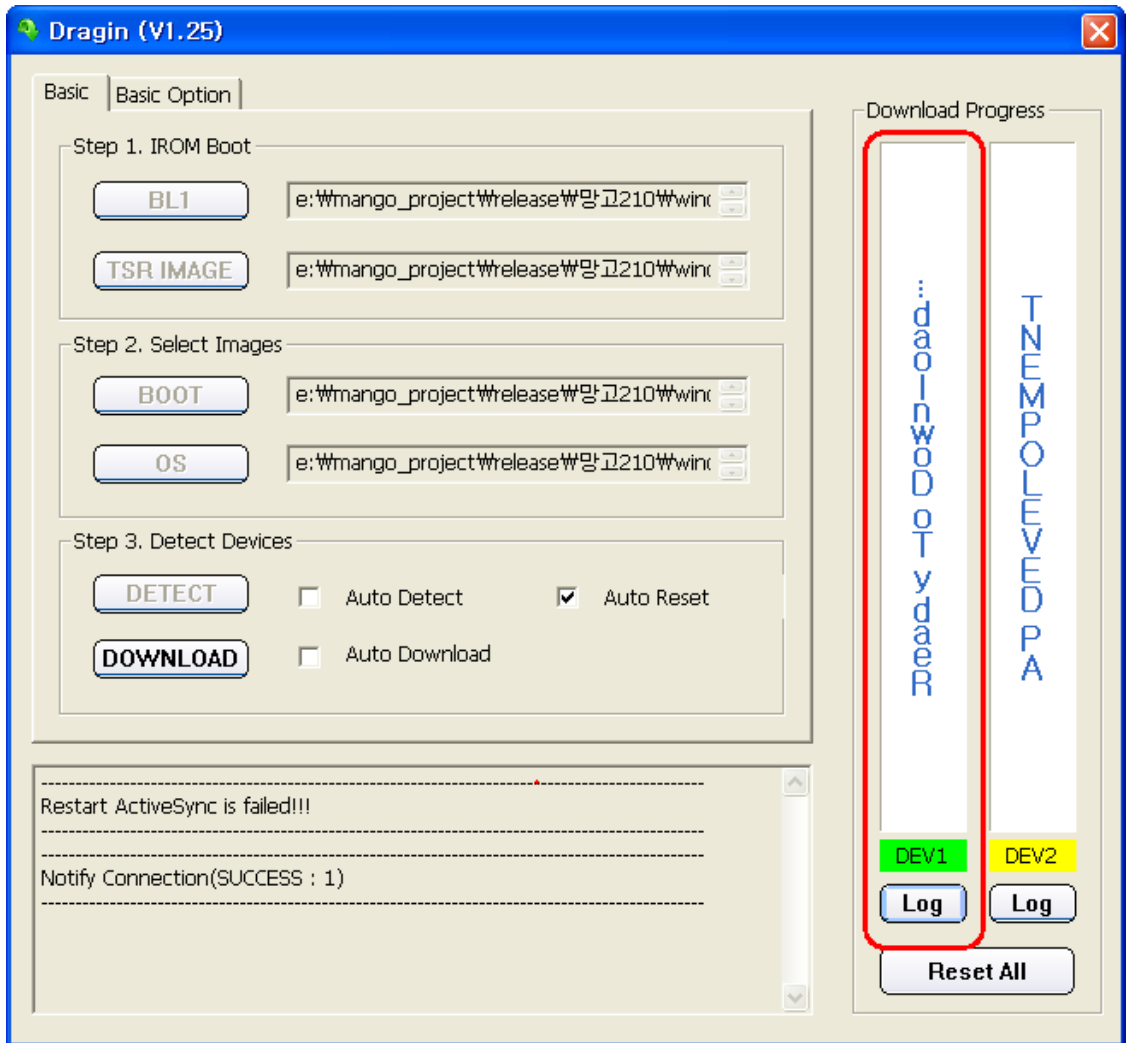 Dragin (V1.25)
Basic
Basic Option
Step 1. IROM Boot
BL1
e:₩mango_project₩release₩망고210₩win
TSR IMAGE
e:₩mango_project₩release₩망고210₩win
Step 2. Select Images
BOOT
e:₩mango_project₩release₩망고210₩win
OS
e:₩mango_project₩release₩망고210₩win
Step 3. Detect Devices
DETECT
Auto Detect
Auto Reset
DOWNLOAD
Auto Download
--------------------------------------------------
Restart ActiveSync is failed!!!
--------------------------------------------------
--------------------------------------------------
Notify Connection(SUCCESS : 1)
--------------------------------------------------
Download Progress
Ready To Download...
AP DEVELOPMENT
DEV1
DEV2
Log
Log
Reset All